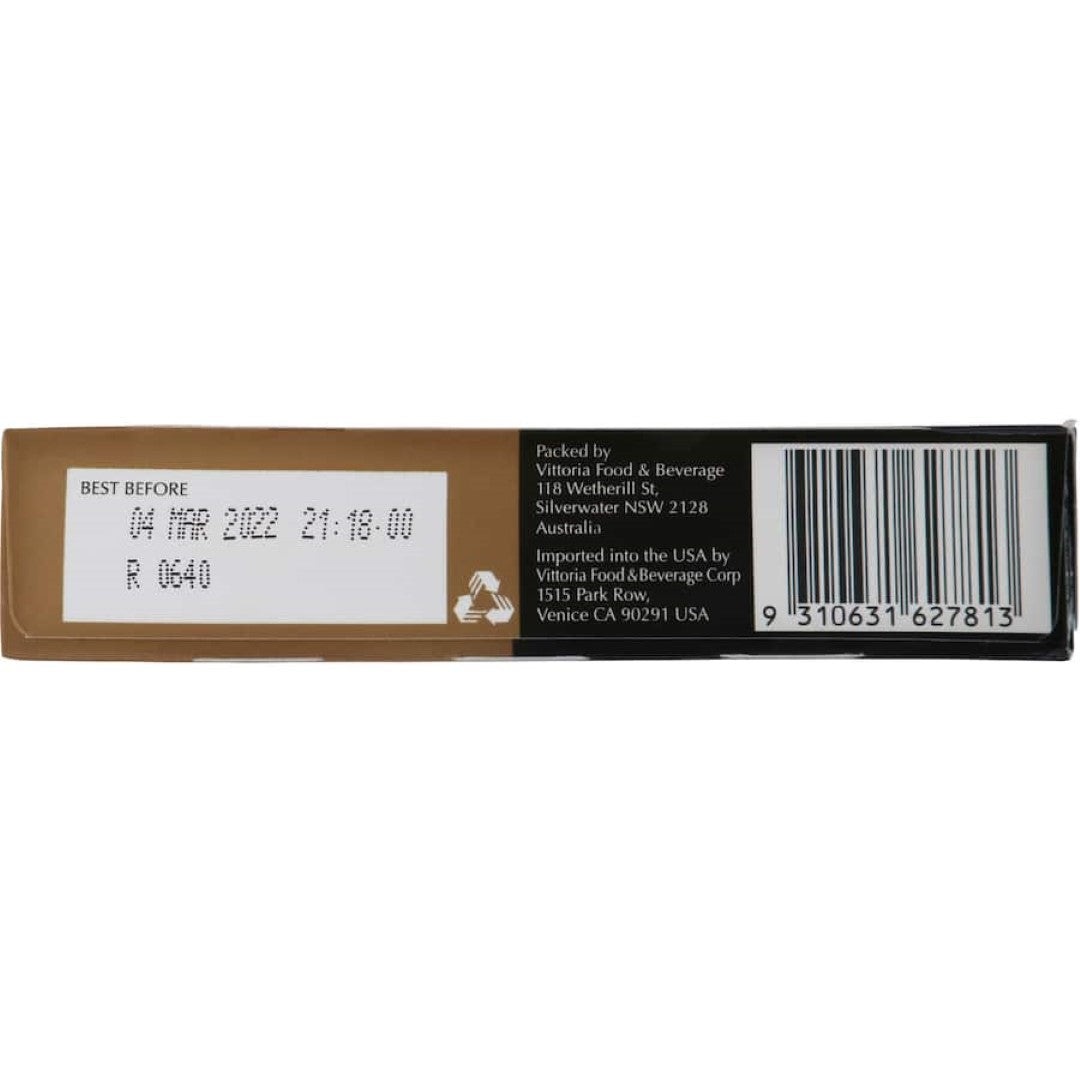 BEST BEFORE
04 MAR 2022 21:18:00
R 0640
Packed by
Vittoria Food & Beverage
118 Wetherill St,
Silverwater NSW 2128
Australia
Imported into the USA by
Vittoria Food & Beverage Corp
1515 Park Row,
Venice CA 90291 USA
9 310631 627813